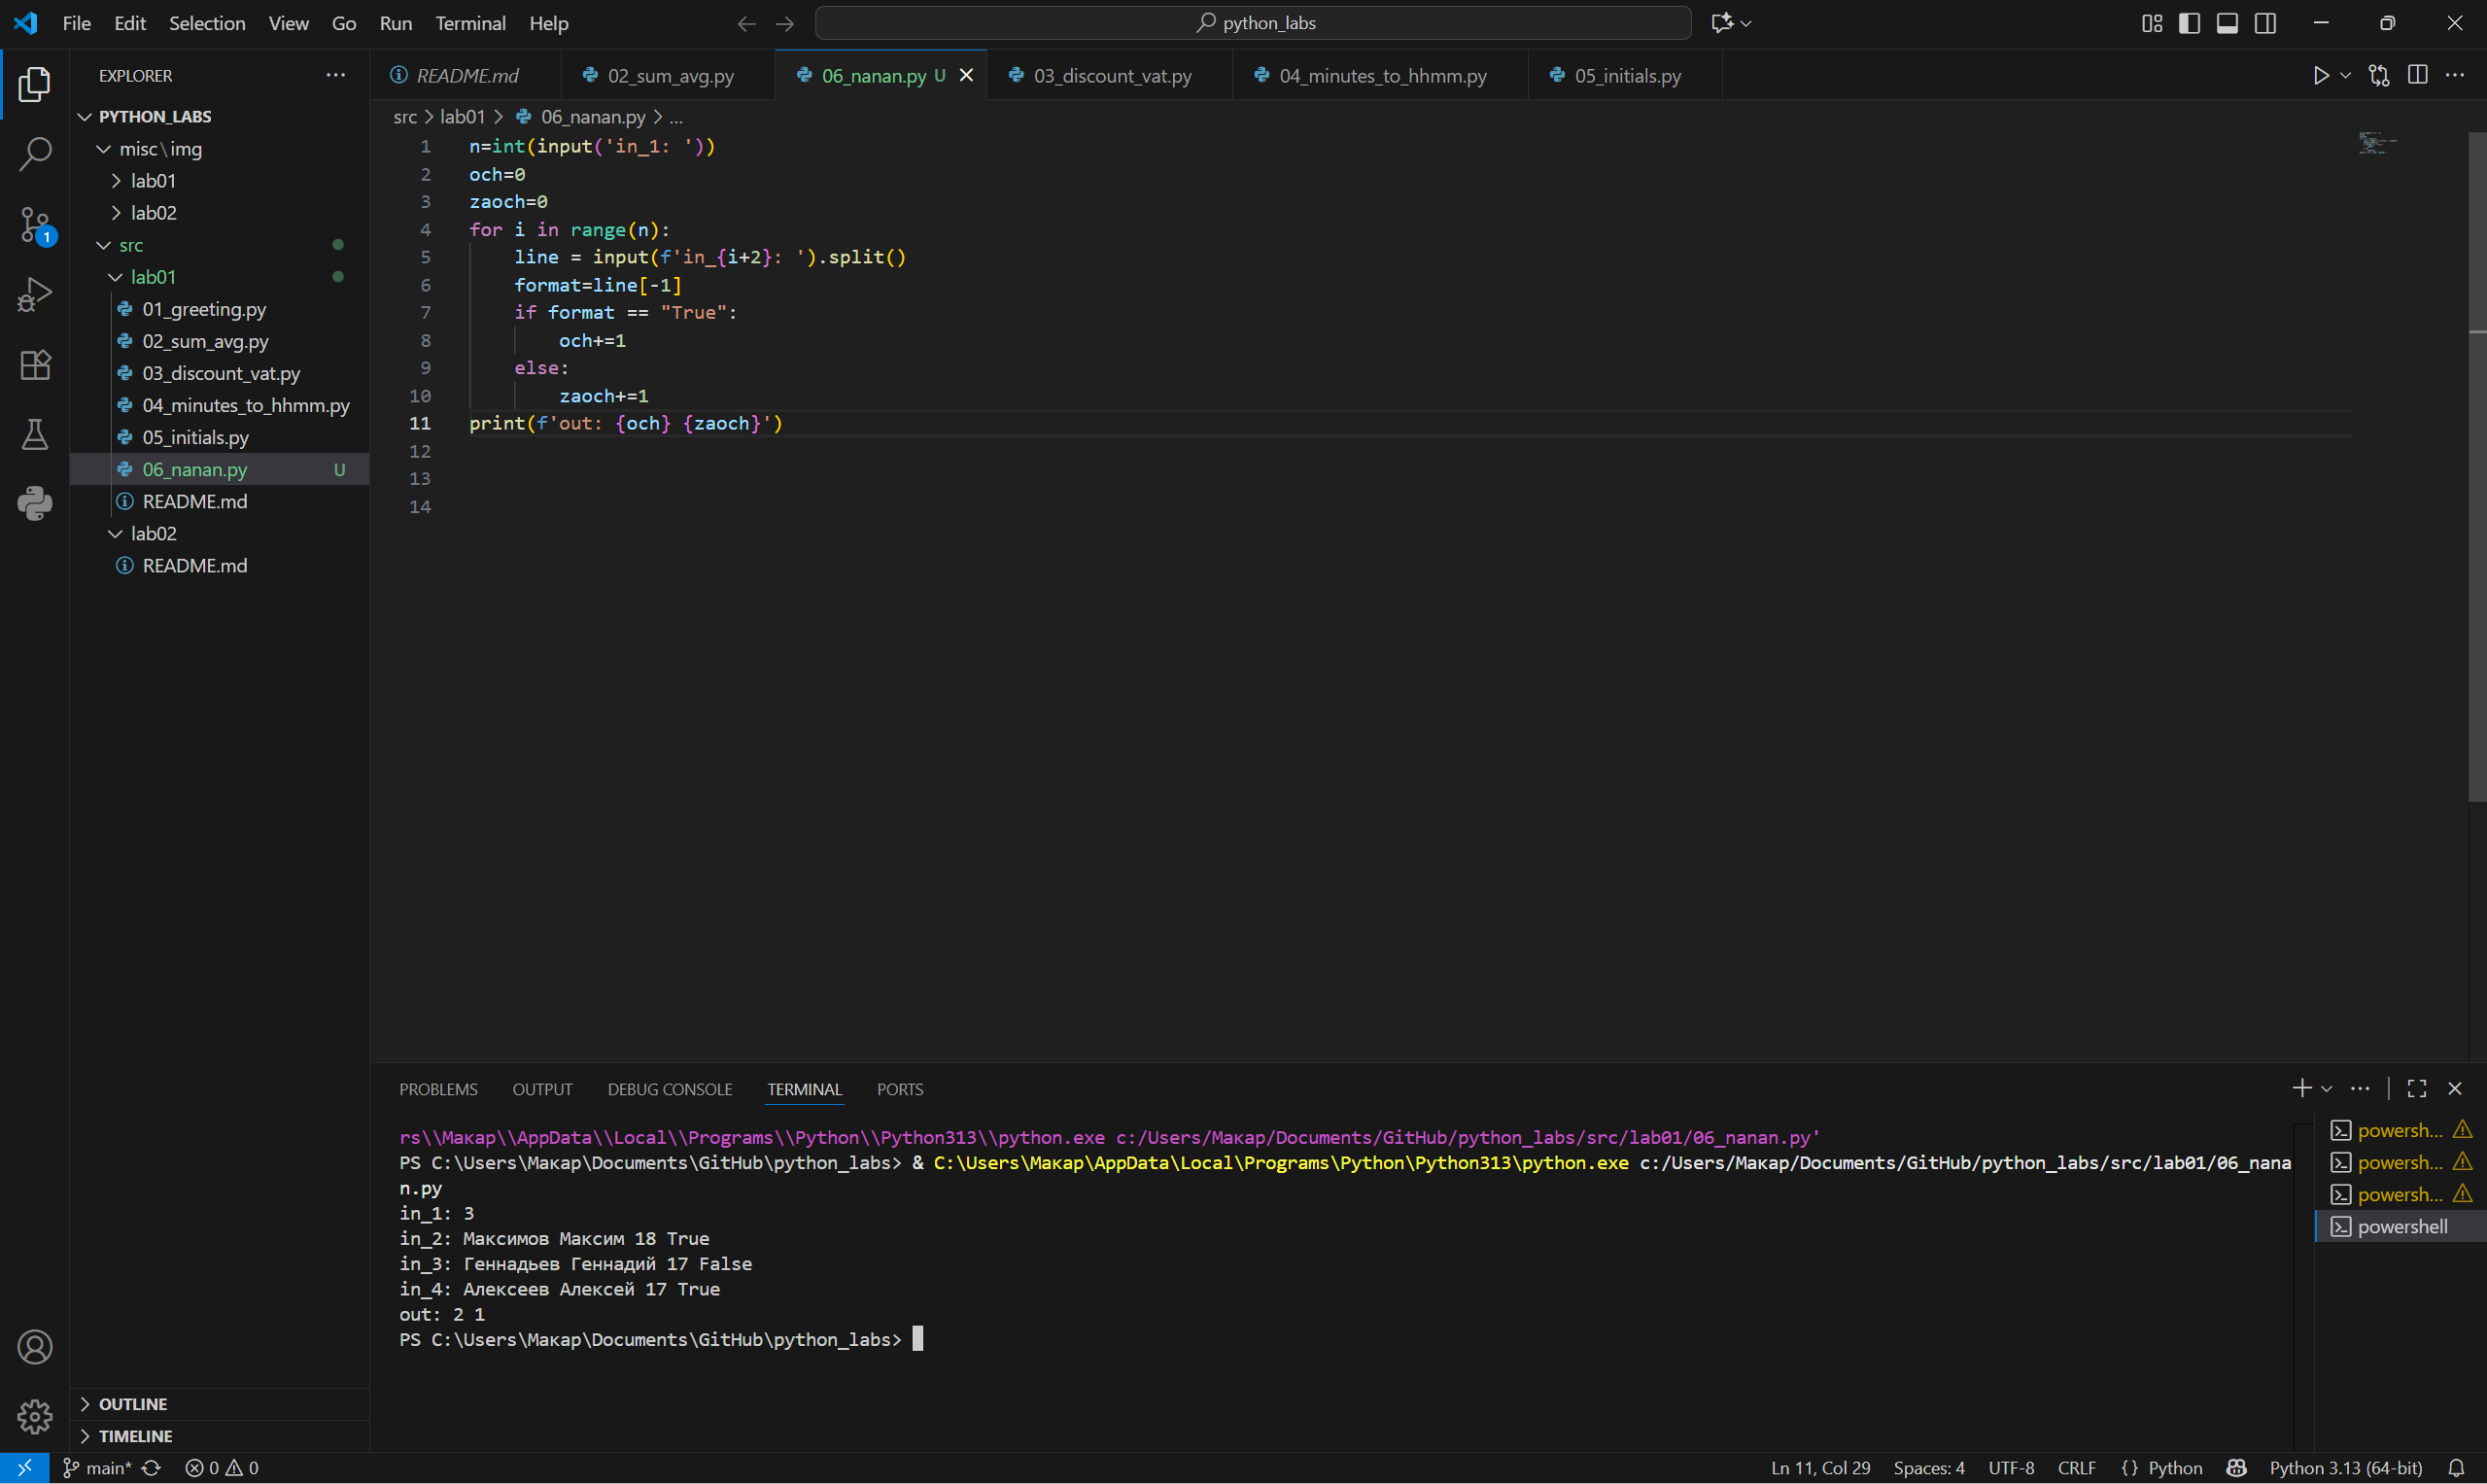 File Edit Selection View Go Run Terminal Help
python_labs
EXPLORER
PYTHON_LABS
misc\img
lab01
lab02
src
lab01
01_greeting.py
02_sum_avg.py
03_discount_vat.py
04_minutes_to_hhmm.py
05_initials.py
06_nanan.py U
README.md
lab02
README.md
OUTLINE
TIMELINE
README.md 02_sum_avg.py 06_nanan.py U 03_discount_vat.py 04_minutes_to_hhmm.py 05_initials.py
src > lab01 > 06_nanan.py > ...
1 n=int(input('in_1: '))
2 och=0
3 zaoch=0
4 for i in range(n):
5 line = input(f'in_{i+2}: ').split()
6 format=line[-1]
7 if format == "True":
8 och+=1
9 else:
10 zaoch+=1
11 print(f'out: {och} {zaoch}')
12
13
14
PROBLEMS OUTPUT DEBUG CONSOLE TERMINAL PORTS
rs\\Макар\\AppData\\Local\\Programs\\Python\\Python313\\python.exe c:/Users/Макар/Documents/GitHub/python_labs/src/lab01/06_nanan.py'
PS C:\Users\Макар\Documents\GitHub\python_labs> & C:\Users\Макар\AppData\Local\Programs\Python\Python313\python.exe c:/Users/Макар/Documents/GitHub/python_labs/src/lab01/06_nana
n.py
in_1: 3
in_2: Максимов Максим 18 True
in_3: Геннадьев Геннадий 17 False
in_4: Алексеев Алексей 17 True
out: 2 1
PS C:\Users\Макар\Documents\GitHub\python_labs>
powersh...
powersh...
powersh...
powershell
1
main* 0 0
Ln 11, Col 29 Spaces: 4 UTF-8 CRLF {} Python Python 3.13 (64-bit)